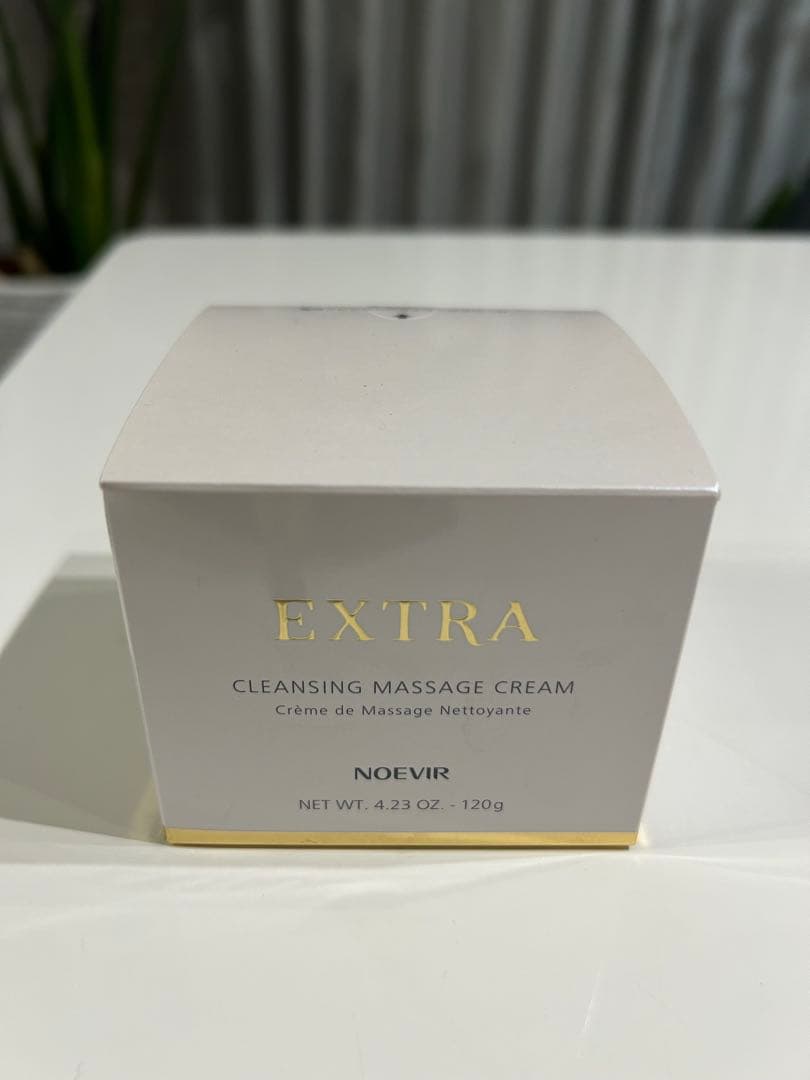 EXTRA
CLEANSING MASSAGE CREAM
Crème de Massage Nettoyante
NOEVIR
NET WT. 4.23 OZ. - 120g